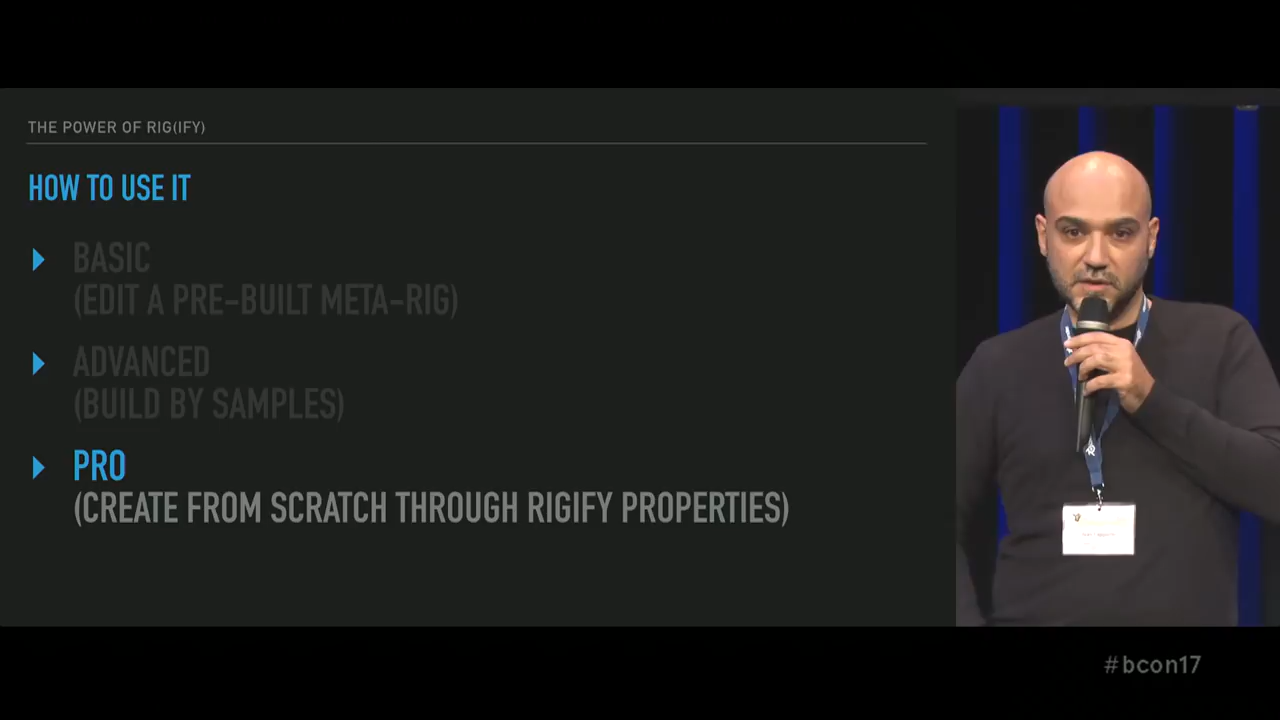 THE POWER OF RIG(IFY)
HOW TO USE IT
BASIC
(EDIT A PRE-BUILT META-RIG)
ADVANCED
(BUILD BY SAMPLES)
PRO
(CREATE FROM SCRATCH THROUGH RIGIFY PROPERTIES)
#bcon17